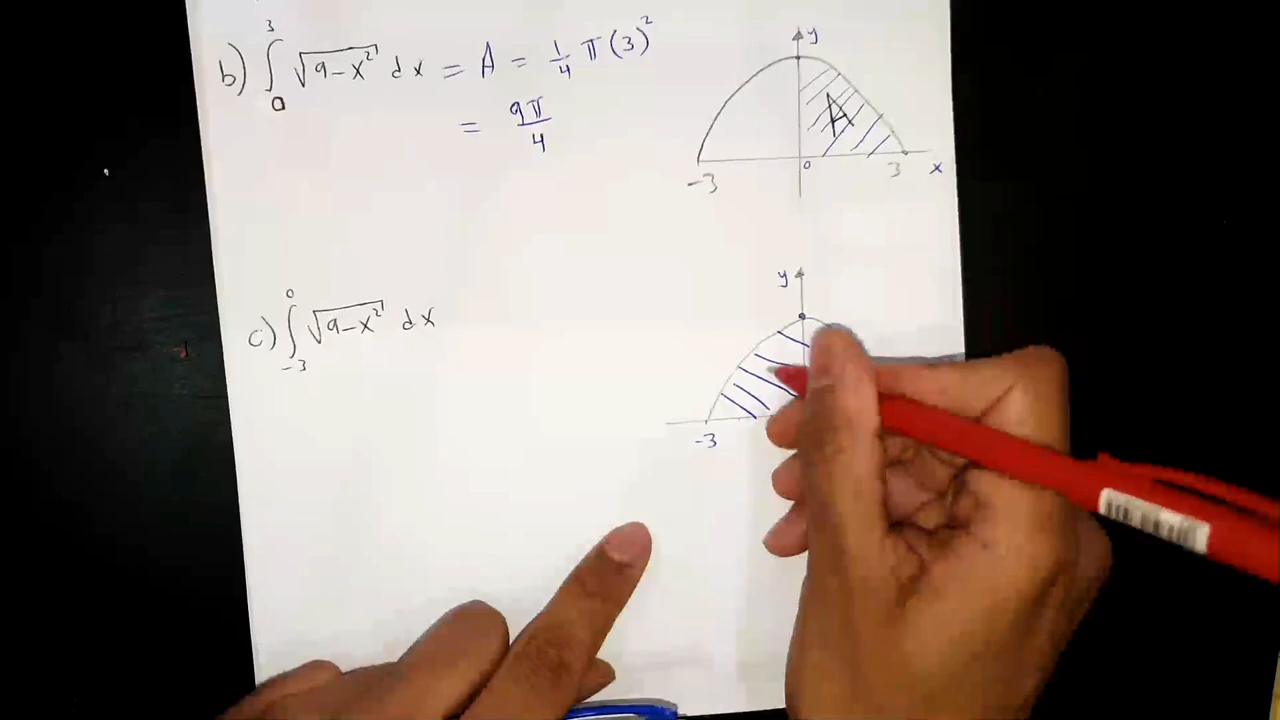 b) ∫₀³ √(9-x²) dx = A = 1/4 π(3)²
= 9π/4
y
A
-3 0 3 x
y
c) ∫₋₃⁰ √(9-x²) dx
-3